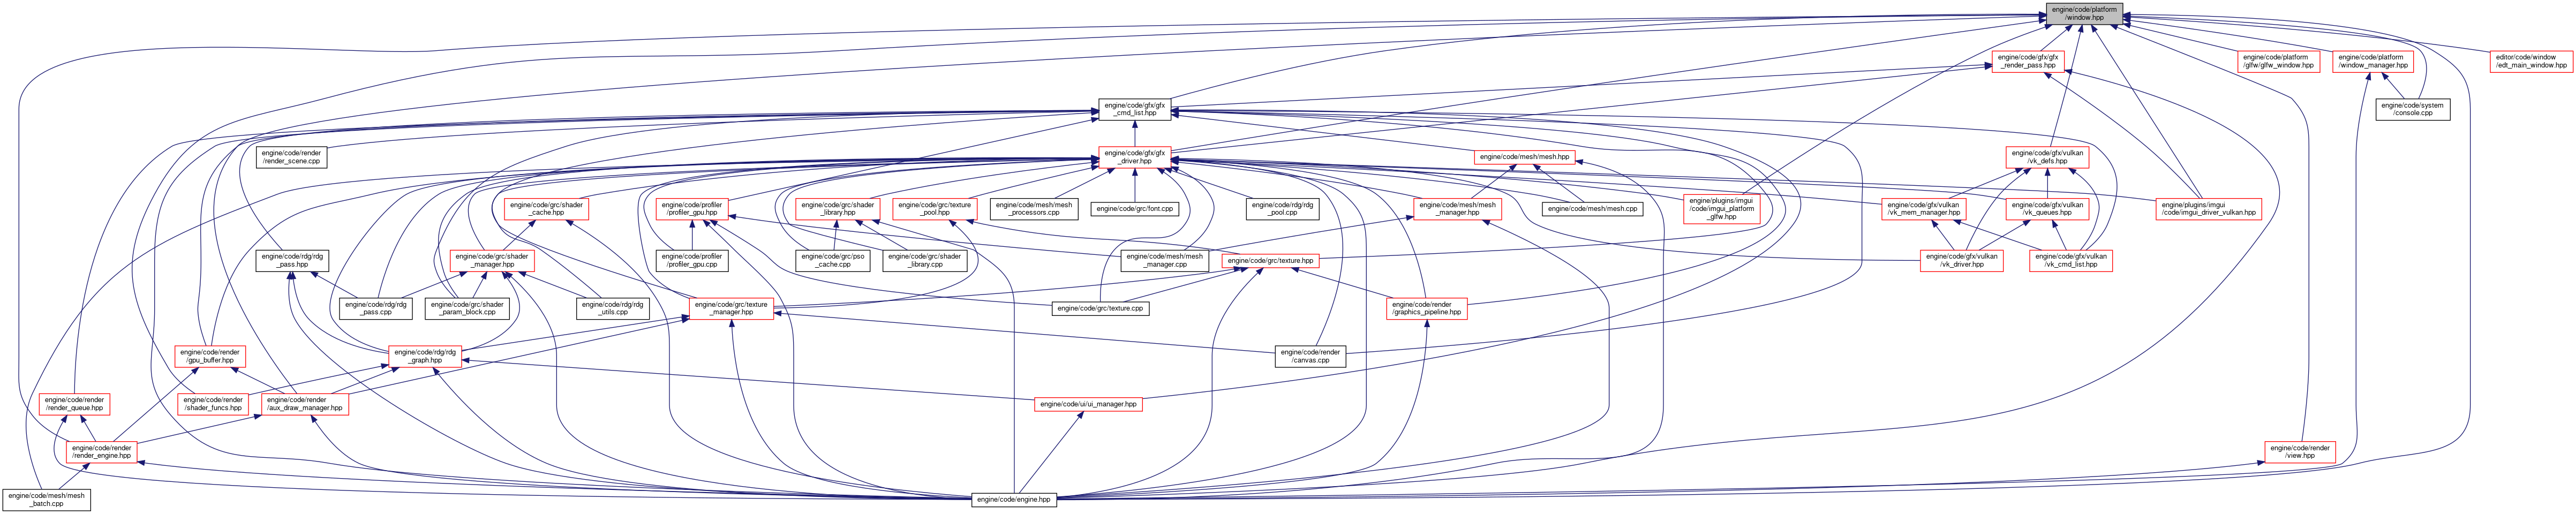 engine/code/platform
/window.hpp
engine/code/gfx/gfx
_render_pass.hpp
engine/code/platform
/glfw/glfw_window.hpp
engine/code/platform
/window_manager.hpp
editor/code/window
/edt_main_window.hpp
engine/code/gfx/gfx
_cmd_list.hpp
engine/code/system
/console.cpp
engine/code/render
/render_scene.cpp
engine/code/gfx/gfx
_driver.hpp
engine/code/mesh/mesh.hpp
engine/code/gfx/vulkan
/vk_defs.hpp
engine/code/grc/shader
_cache.hpp
engine/code/profiler
/profiler_gpu.hpp
engine/code/grc/shader
_library.hpp
engine/code/grc/texture
_pool.hpp
engine/code/mesh/mesh
_processors.cpp
engine/code/grc/font.cpp
engine/code/rdg/rdg
_pool.cpp
engine/code/mesh/mesh
_manager.hpp
engine/code/mesh/mesh.cpp
engine/plugins/imgui
/code/imgui_platform
_glfw.hpp
engine/code/gfx/vulkan
/vk_mem_manager.hpp
engine/code/gfx/vulkan
/vk_queues.hpp
engine/plugins/imgui
/code/imgui_driver_vulkan.hpp
engine/code/rdg/rdg
_pass.hpp
engine/code/grc/shader
_manager.hpp
engine/code/profiler
/profiler_gpu.cpp
engine/code/grc/pso
_cache.cpp
engine/code/grc/shader
_library.cpp
engine/code/mesh/mesh
_manager.cpp
engine/code/grc/texture.hpp
engine/code/gfx/vulkan
/vk_driver.hpp
engine/code/gfx/vulkan
/vk_cmd_list.hpp
engine/code/rdg/rdg
_pass.cpp
engine/code/grc/shader
_param_block.cpp
engine/code/rdg/rdg
_utils.cpp
engine/code/grc/texture
_manager.hpp
engine/code/grc/texture.cpp
engine/code/render
/graphics_pipeline.hpp
engine/code/render
/gpu_buffer.hpp
engine/code/rdg/rdg
_graph.hpp
engine/code/render
/canvas.cpp
engine/code/render
/render_queue.hpp
engine/code/render
/shader_funcs.hpp
engine/code/render
/aux_draw_manager.hpp
engine/code/ui/ui_manager.hpp
engine/code/render
/render_engine.hpp
engine/code/render
/view.hpp
engine/code/mesh/mesh
_batch.cpp
engine/code/engine.hpp